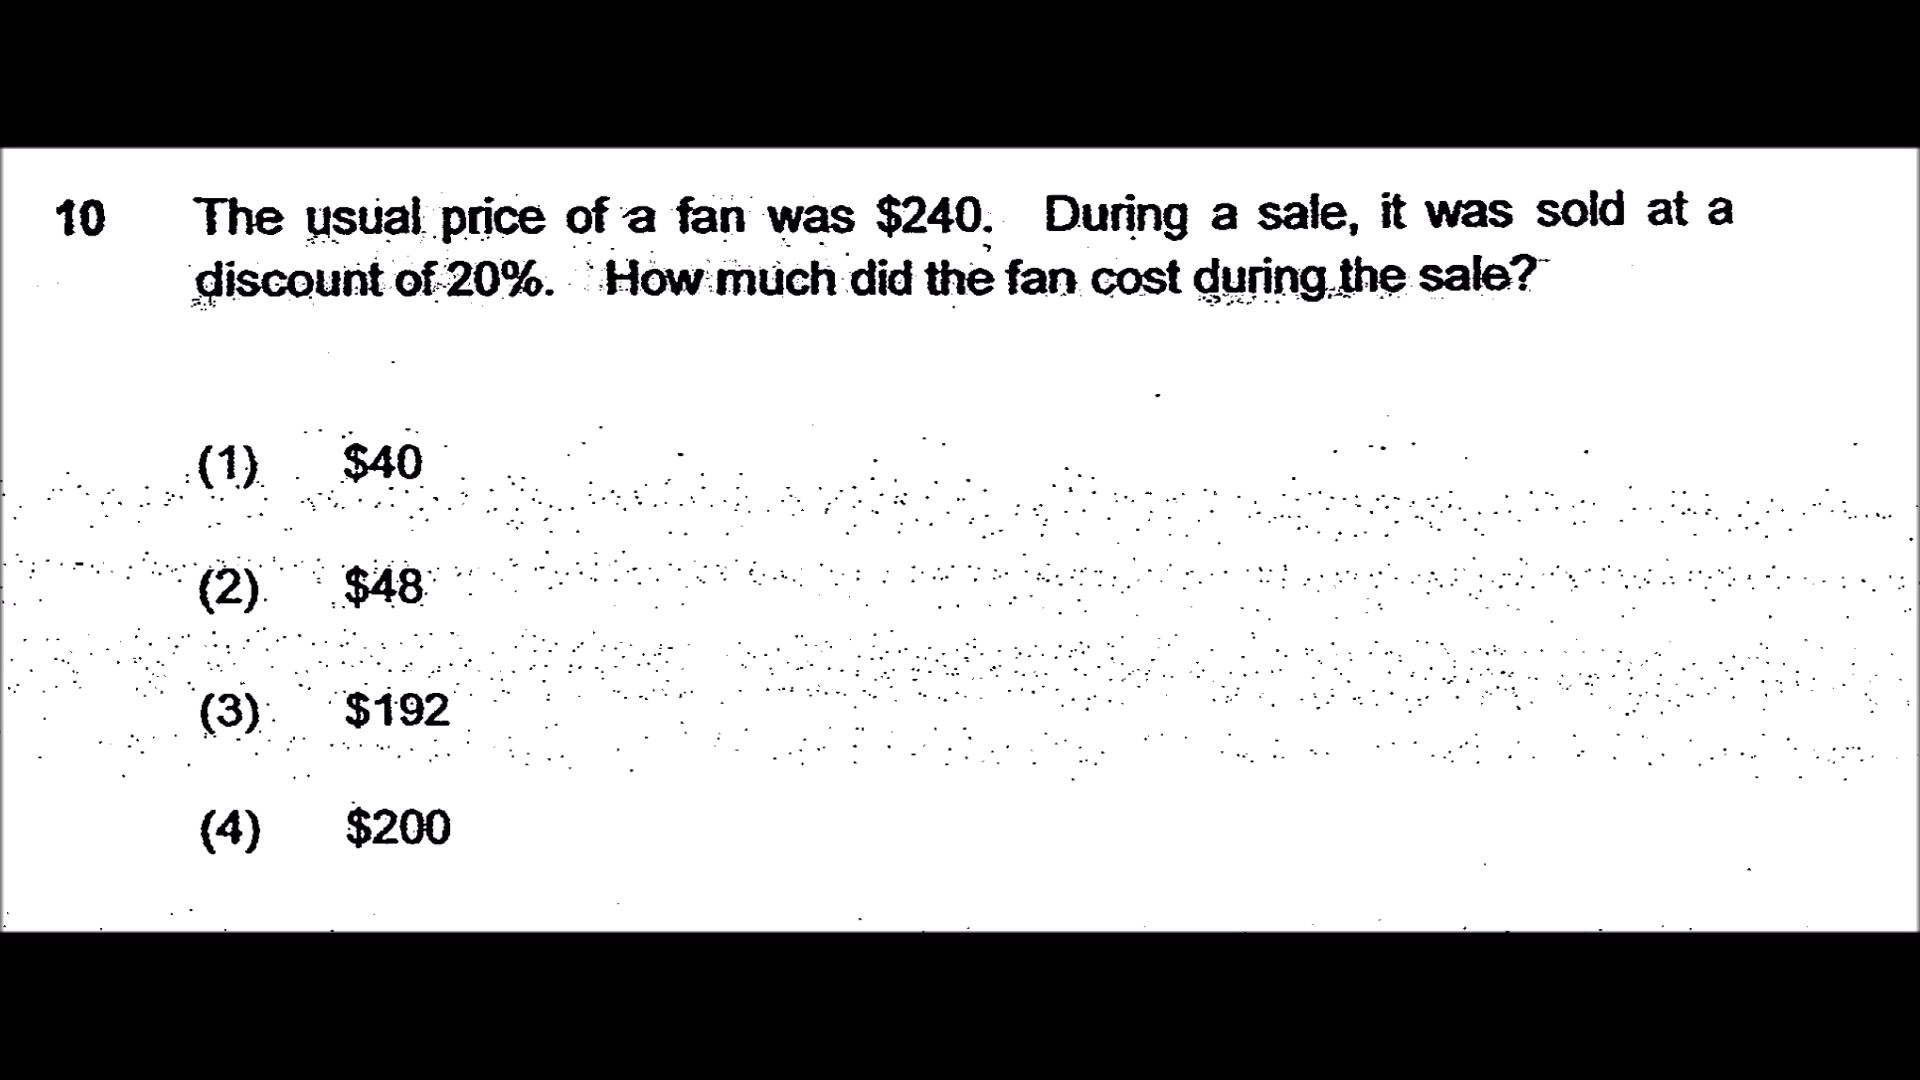 10 The usual price of a fan was $240. During a sale, it was sold at a
discount of 20%. How much did the fan cost during the sale?
(1) $40
(2) $48
(3) $192
(4) $200